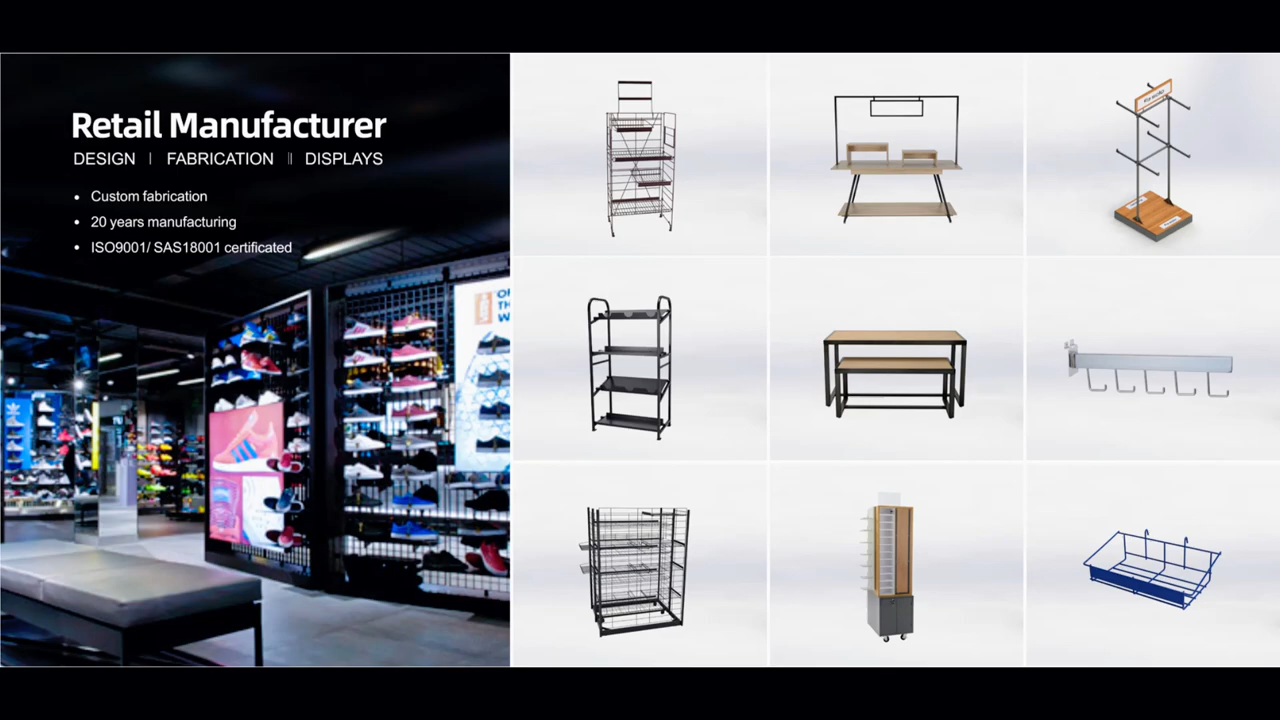 Retail Manufacturer
DESIGN | FABRICATION || DISPLAYS
• Custom fabrication
• 20 years manufacturing
• ISO9001/ SAS18001 certificated